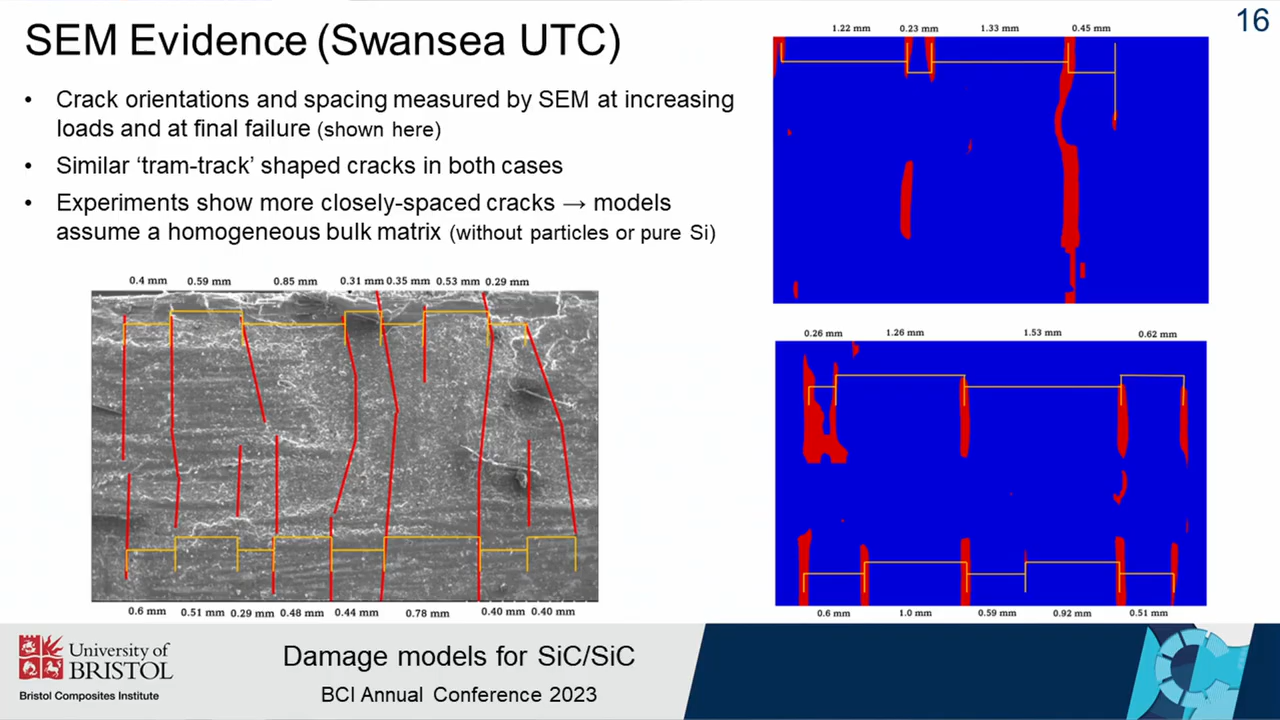 16
SEM Evidence (Swansea UTC)
• Crack orientations and spacing measured by SEM at increasing
loads and at final failure (shown here)
• Similar ‘tram-track’ shaped cracks in both cases
• Experiments show more closely-spaced cracks → models
assume a homogeneous bulk matrix (without particles or pure Si)
0.4 mm 0.59 mm 0.85 mm 0.31 mm 0.35 mm 0.53 mm 0.29 mm
0.6 mm 0.51 mm 0.29 mm 0.48 mm 0.44 mm 0.78 mm 0.40 mm 0.40 mm
1.22 mm 0.23 mm 1.33 mm 0.45 mm
0.26 mm 1.26 mm 1.53 mm 0.62 mm
0.6 mm 1.0 mm 0.59 mm 0.92 mm 0.51 mm
University of
BRISTOL
Bristol Composites Institute
Damage models for SiC/SiC
BCI Annual Conference 2023